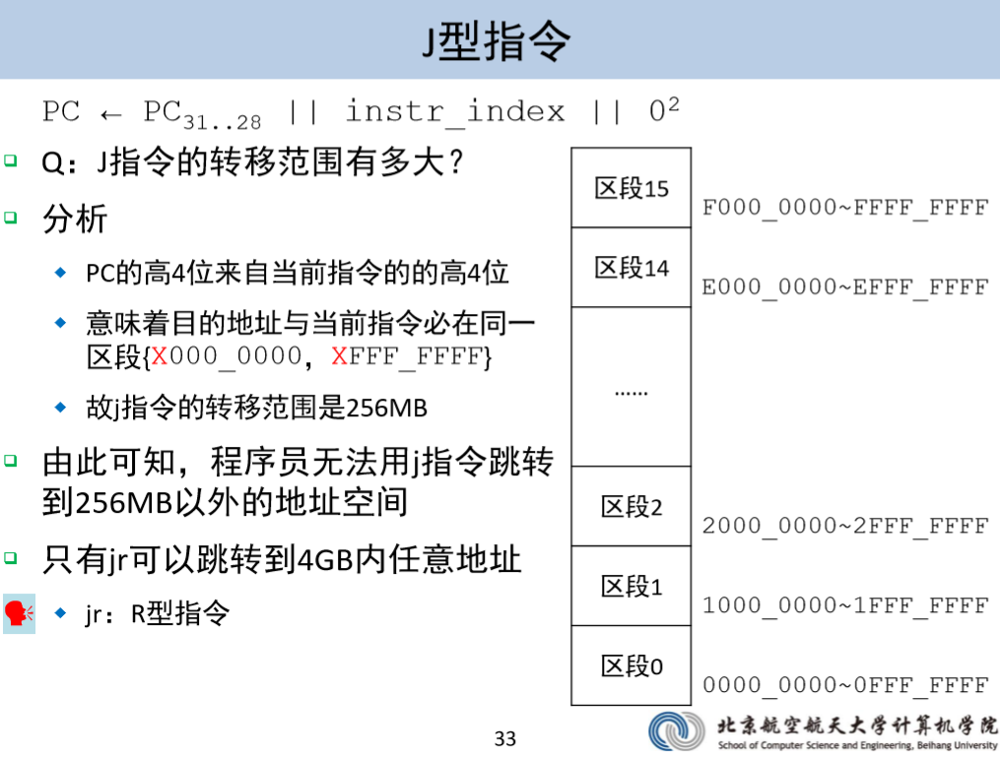 J型指令
PC ← PC31..28 || instr_index || 0²
Q：J指令的转移范围有多大？
分析
PC的高4位来自当前指令的的高4位
意味着目的地址与当前指令必在同一
区段{X000_0000，XFFF_FFFF}
故j指令的转移范围是256MB
由此可知，程序员无法用j指令跳转
到256MB以外的地址空间
只有jr可以跳转到4GB内任意地址
jr：R型指令
区段15
F000_0000~FFFF_FFFF
区段14
E000_0000~EFFF_FFFF
……
区段2
2000_0000~2FFF_FFFF
区段1
1000_0000~1FFF_FFFF
区段0
0000_0000~0FFF_FFFF
33
北京航空航天大学计算机学院
School of Computer Science and Engineering, Beihang University